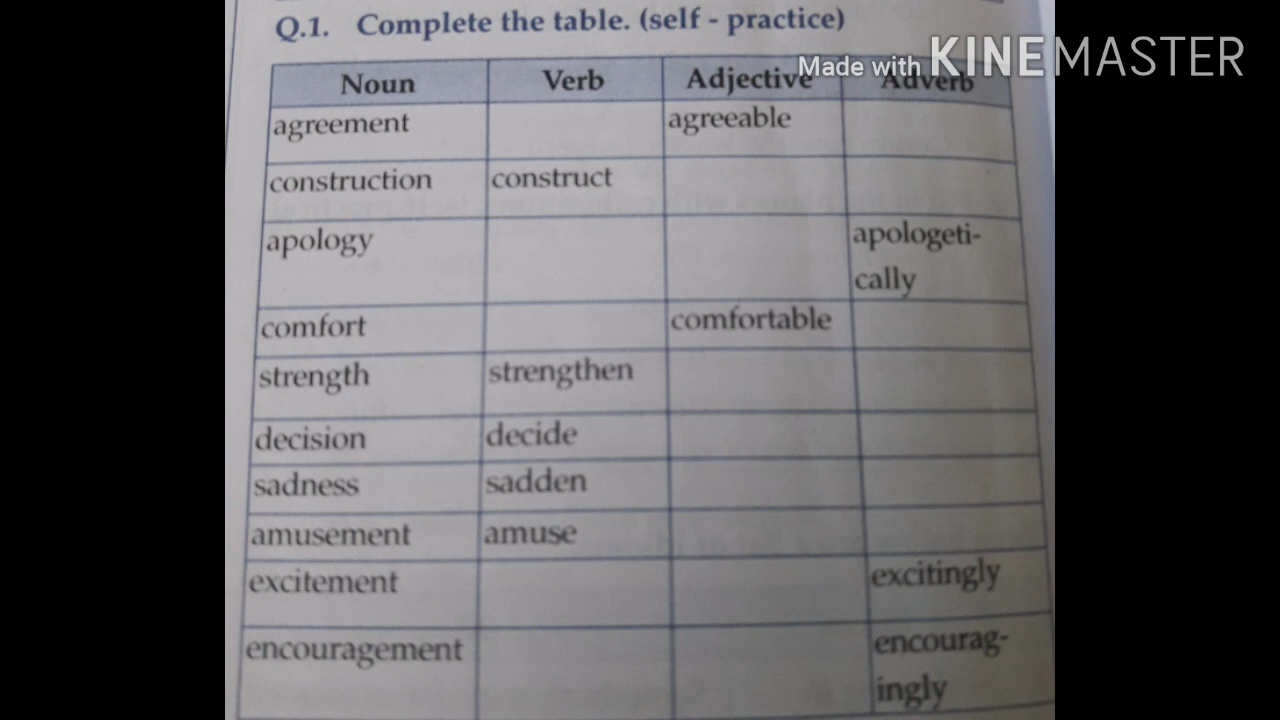 Q.1. Complete the table. (self - practice)
Made with KINEMASTER
Noun Verb Adjective Adverb
agreement agreeable
construction construct
apology apologeti-
cally
comfort comfortable
strength strengthen
decision decide
sadness sadden
amusement amuse
excitement excitingly
encouragement encourag-
ingly